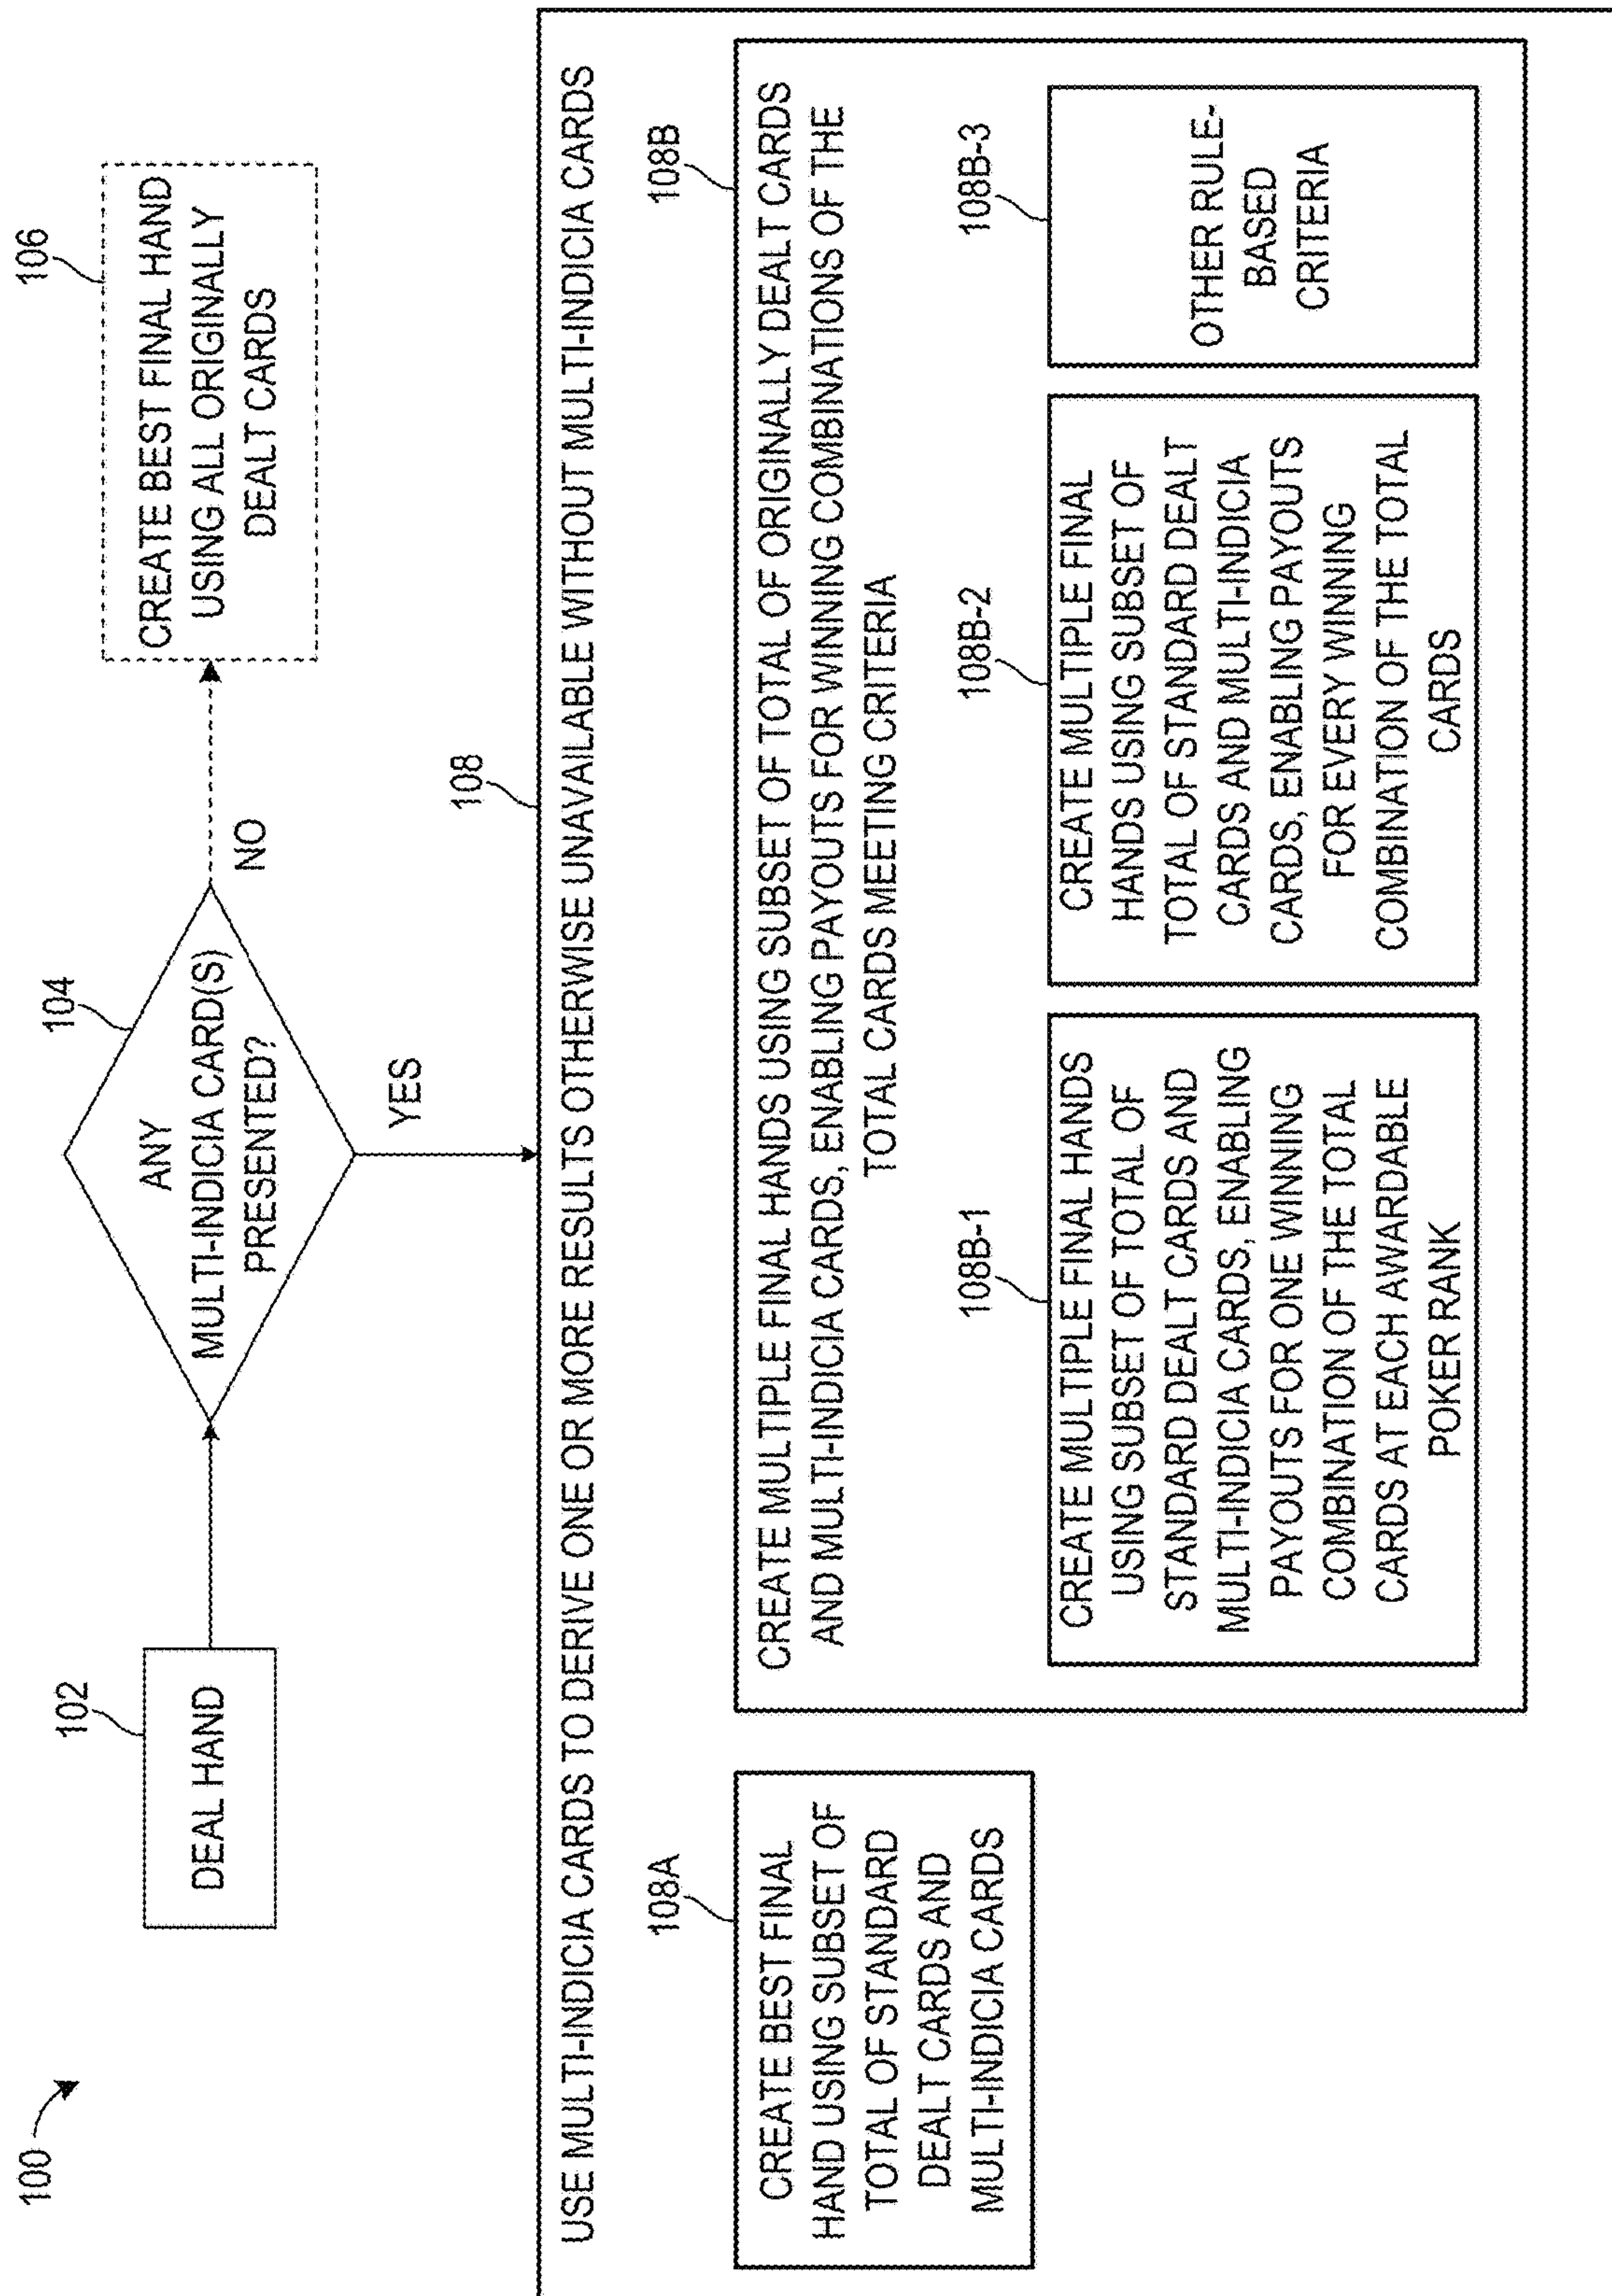 100
102
DEAL HAND
104
ANY
MULTI-INDICIA CARD(S)
PRESENTED?
NO
YES
106
CREATE BEST FINAL HAND
USING ALL ORIGINALLY
DEALT CARDS
108
USE MULTI-INDICIA CARDS TO DERIVE ONE OR MORE RESULTS OTHERWISE UNAVAILABLE WITHOUT MULTI-INDICIA CARDS
108A
CREATE BEST FINAL
HAND USING SUBSET OF
TOTAL OF STANDARD
DEALT CARDS AND
MULTI-INDICIA CARDS
108B
CREATE MULTIPLE FINAL HANDS USING SUBSET OF TOTAL OF ORIGINALLY DEALT CARDS
AND MULTI-INDICIA CARDS, ENABLING PAYOUTS FOR WINNING COMBINATIONS OF THE
TOTAL CARDS MEETING CRITERIA
108B-1
CREATE MULTIPLE FINAL HANDS
USING SUBSET OF TOTAL OF
STANDARD DEALT CARDS AND
MULTI-INDICIA CARDS, ENABLING
PAYOUTS FOR ONE WINNING
COMBINATION OF THE TOTAL
CARDS AT EACH AWARDABLE
POKER RANK
108B-2
CREATE MULTIPLE FINAL
HANDS USING SUBSET OF
TOTAL OF STANDARD DEALT
CARDS AND MULTI-INDICIA
CARDS, ENABLING PAYOUTS
FOR EVERY WINNING
COMBINATION OF THE TOTAL
CARDS
108B-3
OTHER RULE-
BASED
CRITERIA